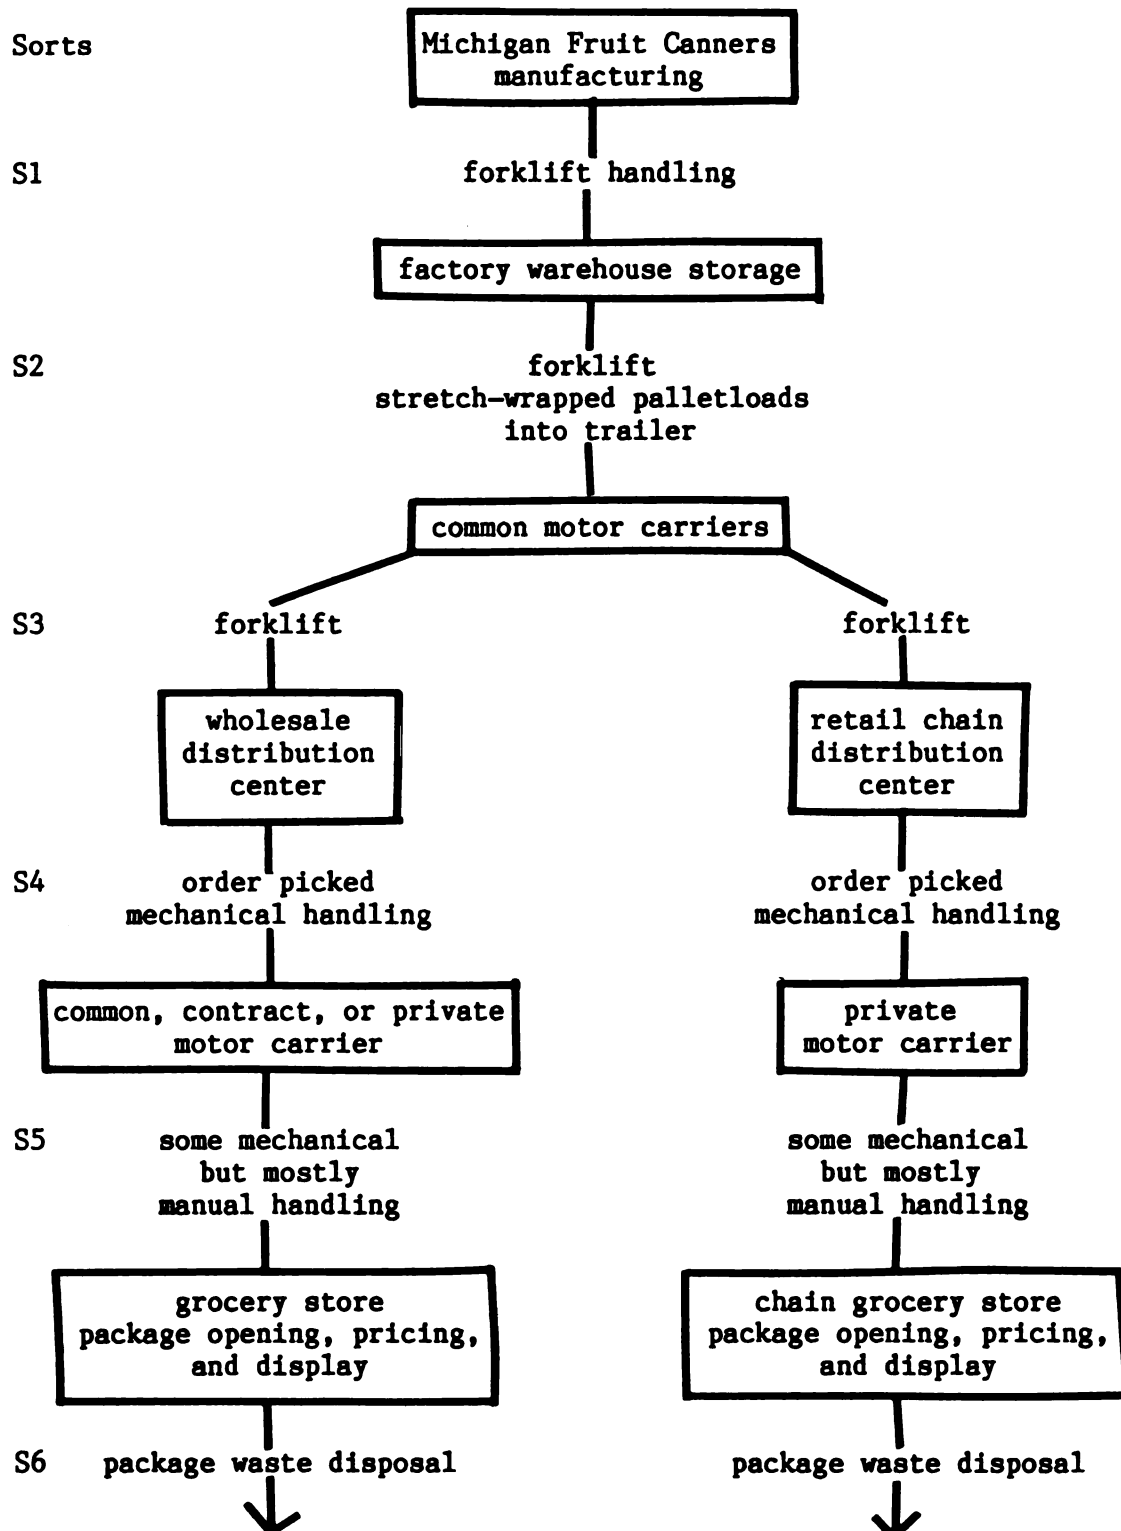 Sorts
Michigan Fruit Canners
manufacturing
S1
forklift handling
factory warehouse storage
S2
forklift
stretch-wrapped palletloads
into trailer
common motor carriers
S3
forklift
forklift
wholesale
distribution
center
retail chain
distribution
center
S4
order picked
mechanical handling
order picked
mechanical handling
common, contract, or private
motor carrier
private
motor carrier
S5
some mechanical
but mostly
manual handling
some mechanical
but mostly
manual handling
grocery store
package opening, pricing,
and display
chain grocery store
package opening, pricing,
and display
S6
package waste disposal
package waste disposal